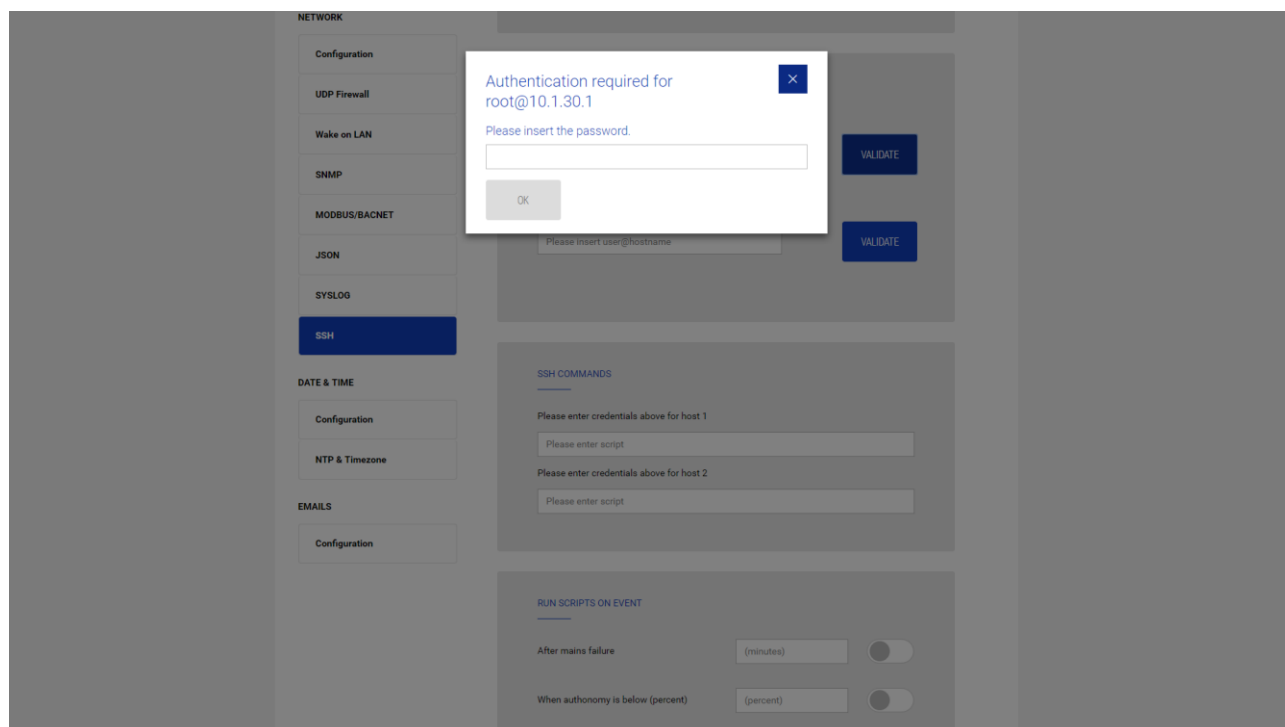 NETWORK
Configuration
UDP Firewall
Wake on LAN
SNMP
MODBUS/BACNET
JSON
SYSLOG
SSH
DATE & TIME
Configuration
NTP & Timezone
EMAILS
Configuration
Authentication required for
root@10.1.30.1
Please insert the password.
OK
VALIDATE
Please insert user@hostname
VALIDATE
SSH COMMANDS
Please enter credentials above for host 1
Please enter script
Please enter credentials above for host 2
Please enter script
RUN SCRIPTS ON EVENT
After mains failure
(minutes)
When authonomy is below (percent)
(percent)